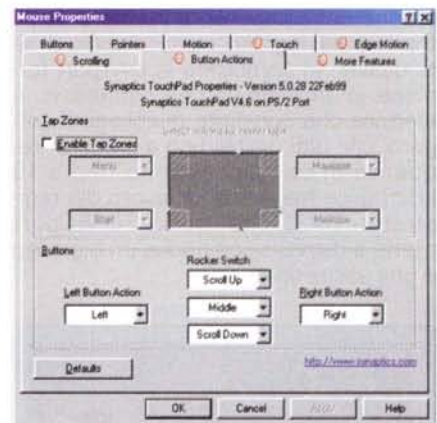 Mouse Properties
Buttons Pointers Motion Touch Edge Motion
Scrolling Button Actions More Features
Synaptics TouchPad Properties - Version 5.0.28 22Feb99
Synaptics TouchPad V4.6 on PS/2 Port
Tap Zones
Enable Tap Zones
Menu Maximize
Start
Buttons
Rocker Switch
Scroll Up
Left Button Action Right Button Action
Left Middle Right
Scroll Down
http://www.synaptics.com
Defaults
OK Cancel Apply Help